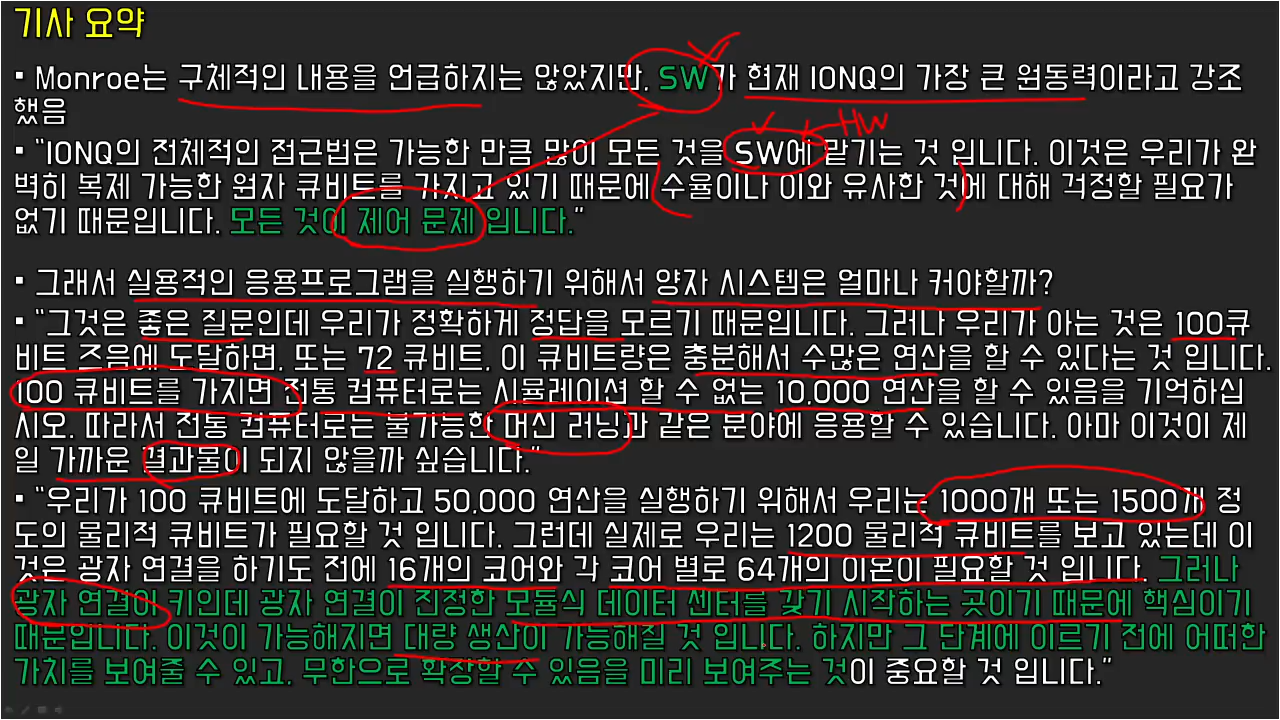 기사 요약
▪ Monroe는 구체적인 내용을 언급하지는 않았지만, SW가 현재 IONQ의 가장 큰 원동력이라고 강조
했음
HW
▪ "IONQ의 전체적인 접근법은 가능한 만큼 많이 모든 것을 SW에 맡기는 것 입니다. 이것은 우리가 완
벽히 복제 가능한 원자 큐비트를 가지고 있기 때문에 수율이나 이와 유사한 것에 대해 걱정할 필요가
없기 때문입니다. 모든 것이 제어 문제 입니다."
▪ 그래서 실용적인 응용프로그램을 실행하기 위해서 양자 시스템은 얼마나 커야할까?
▪ "그것은 좋은 질문인데 우리가 정확하게 정답을 모르기 때문입니다. 그러나 우리가 아는 것은 100큐
비트 즈음에 도달하면, 또는 72 큐비트, 이 큐비트량은 충분해서 수많은 연산을 할 수 있다는 것 입니다.
100 큐비트를 가지면 전통 컴퓨터로는 시뮬레이션 할 수 없는 10,000 연산을 할 수 있음을 기억하십
시오. 따라서 전통 컴퓨터로는 불가능한 머신 러닝과 같은 분야에 응용할 수 있습니다. 아마 이것이 제
일 가까운 결과물이 되지 않을까 싶습니다."
▪ "우리가 100 큐비트에 도달하고 50,000 연산을 실행하기 위해서 우리는 1000개 또는 1500개 정
도의 물리적 큐비트가 필요할 것 입니다. 그런데 실제로 우리는 1200 물리적 큐비트를 보고 있는데 이
것은 광자 연결을 하기도 전에 16개의 코어와 각 코어 별로 64개의 이온이 필요할 것 입니다. 그러나
광자 연결이 키인데 광자 연결이 진정한 모듈식 데이터 센터를 갖기 시작하는 곳이기 때문에 핵심이기
때문입니다. 이것이 가능해지면 대량 생산이 가능해질 것 입니다. 하지만 그 단계에 이르기 전에 어떠한
가치를 보여줄 수 있고, 무한으로 확장할 수 있음을 미리 보여주는 것이 중요할 것 입니다."